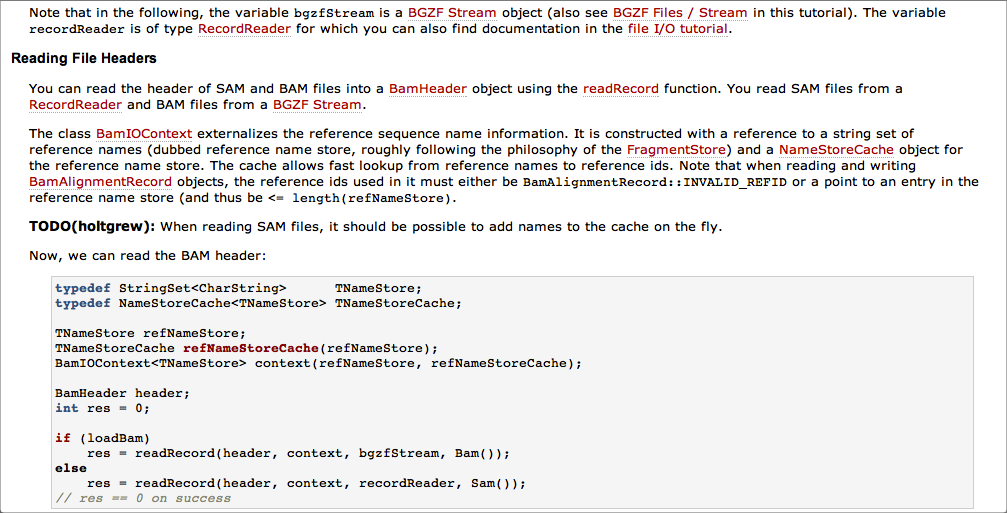 Note that in the following, the variable bgzfStream is a BGZF Stream object (also see BGZF Files / Stream in this tutorial). The variable
recordReader is of type RecordReader for which you can also find documentation in the file I/O tutorial.
Reading File Headers
You can read the header of SAM and BAM files into a BamHeader object using the readRecord function. You read SAM files from a
RecordReader and BAM files from a BGZF Stream.
The class BamIOContext externalizes the reference sequence name information. It is constructed with a reference to a string set of
reference names (dubbed reference name store, roughly following the philosophy of the FragmentStore) and a NameStoreCache object for
the reference name store. The cache allows fast lookup from reference names to reference ids. Note that when reading and writing
BamAlignmentRecord objects, the reference ids used in it must either be BamAlignmentRecord::INVALID_REFID or a point to an entry in the
reference name store (and thus be <= length(refNameStore).
TODO(holtgrew): When reading SAM files, it should be possible to add names to the cache on the fly.
Now, we can read the BAM header:
typedef StringSet<CharString>      TNameStore;
typedef NameStoreCache<TNameStore> TNameStoreCache;
TNameStore refNameStore;
TNameStoreCache refNameStoreCache(refNameStore);
BamIOContext<TNameStore> context(refNameStore, refNameStoreCache);
BamHeader header;
int res = 0;
if (loadBam)
    res = readRecord(header, context, bgzfStream, Bam());
else
    res = readRecord(header, context, recordReader, Sam());
// res == 0 on success